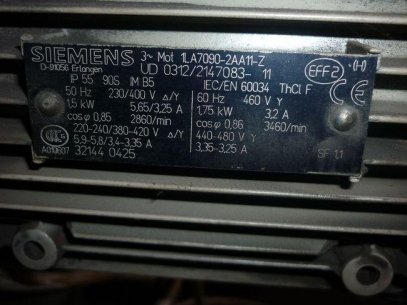 SIEMENS 3~ Mot 1LA7090-2AA11-Z
D-91056 Erlangen UD 0312/2147083- 11
EFF2 CE
IP 55 90S IM B5 IEC/EN 60034 ThCl F
50 Hz 230/400 V Δ/Y 60 Hz 460 V Y
1,5 kW 5,65/3,25 A 1,75 kW 3,2 A
cos φ 0,85 2860/min cos φ 0,86 3460/min
220-240/380-420 V Δ/Y 440-480 V Y
5,9-5,8/3,4-3,35 A 3,35-3,25 A
32144 0425 SF 1.1